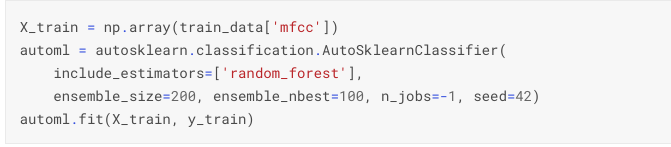 X_train = np.array(train_data['mfcc'])
automl = autosklearn.classification.AutoSklearnClassifier(
    include_estimators=['random_forest'],
    ensemble_size=200, ensemble_nbest=100, n_jobs=-1, seed=42)
automl.fit(X_train, y_train)